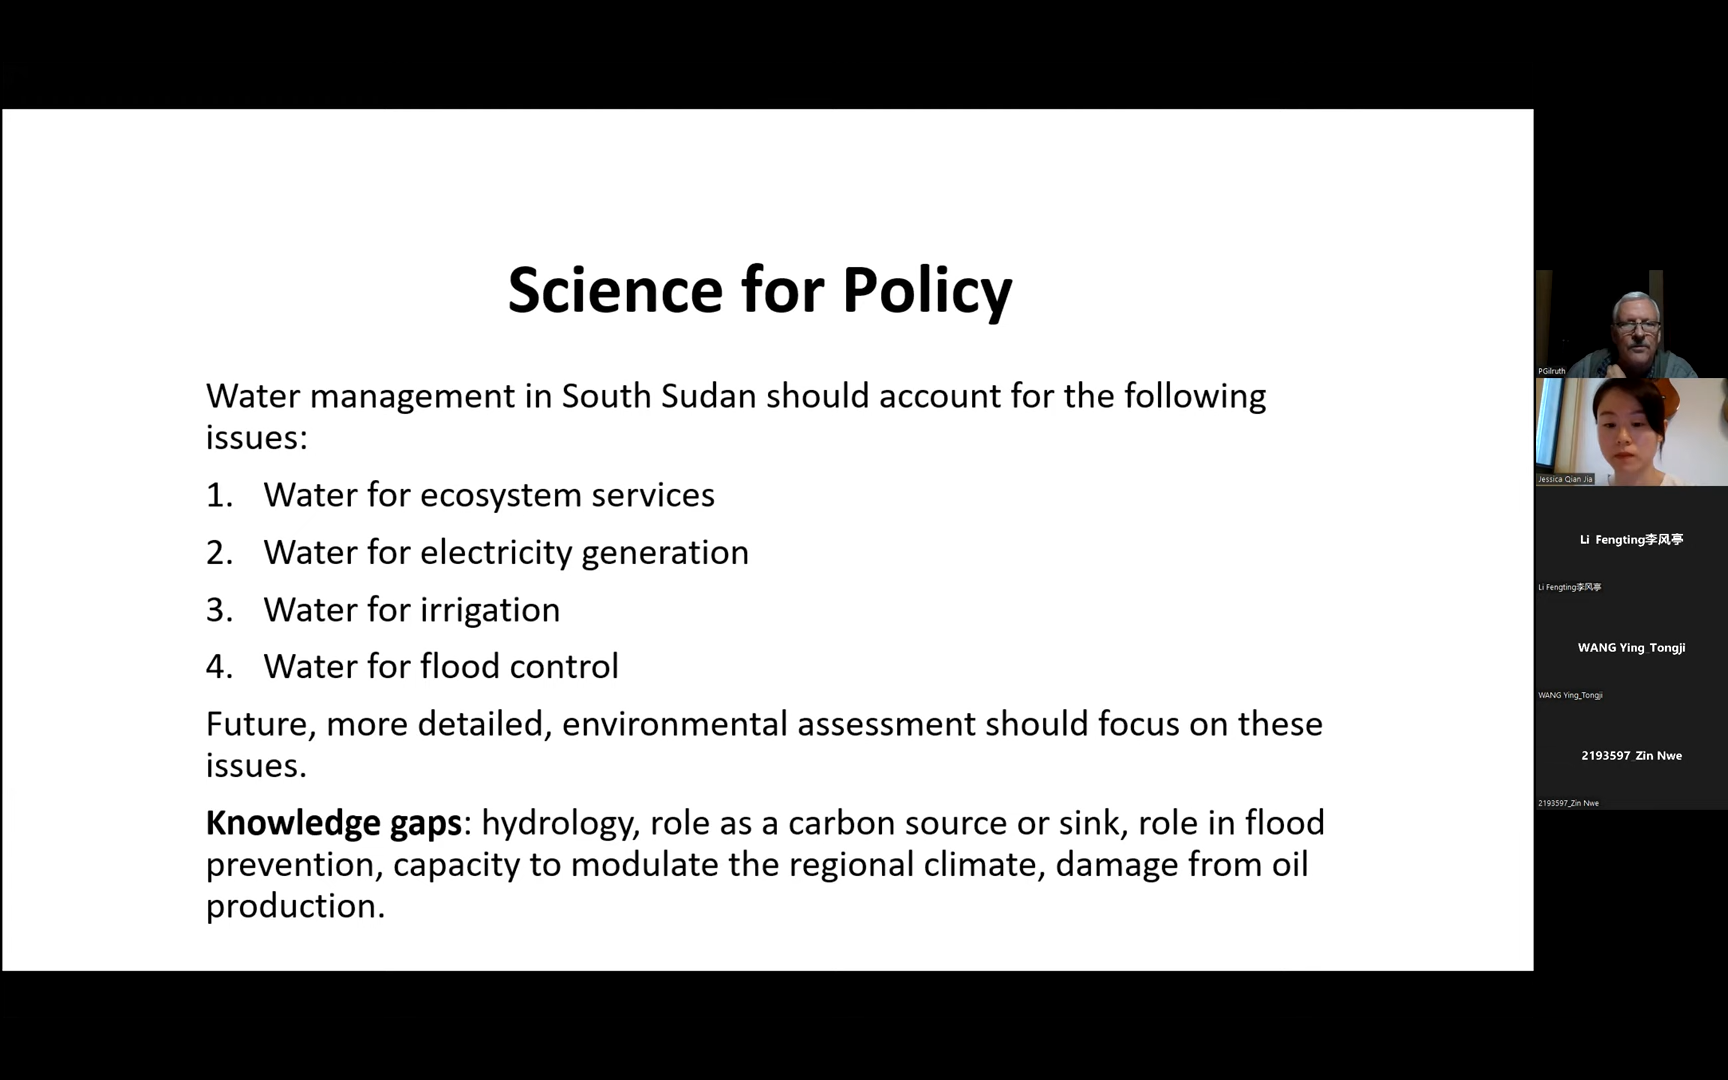 Science for Policy
Water management in South Sudan should account for the following
issues:
1. Water for ecosystem services
2. Water for electricity generation
3. Water for irrigation
4. Water for flood control
Future, more detailed, environmental assessment should focus on these
issues.
Knowledge gaps: hydrology, role as a carbon source or sink, role in flood
prevention, capacity to modulate the regional climate, damage from oil
production.
PGilruth
Jessica Qian Jia
Li Fengting李风亭
Li Fengting李风亭
WANG Ying_Tongji
WANG Ying_Tongji
2193597_Zin Nwe
2193597_Zin Nwe